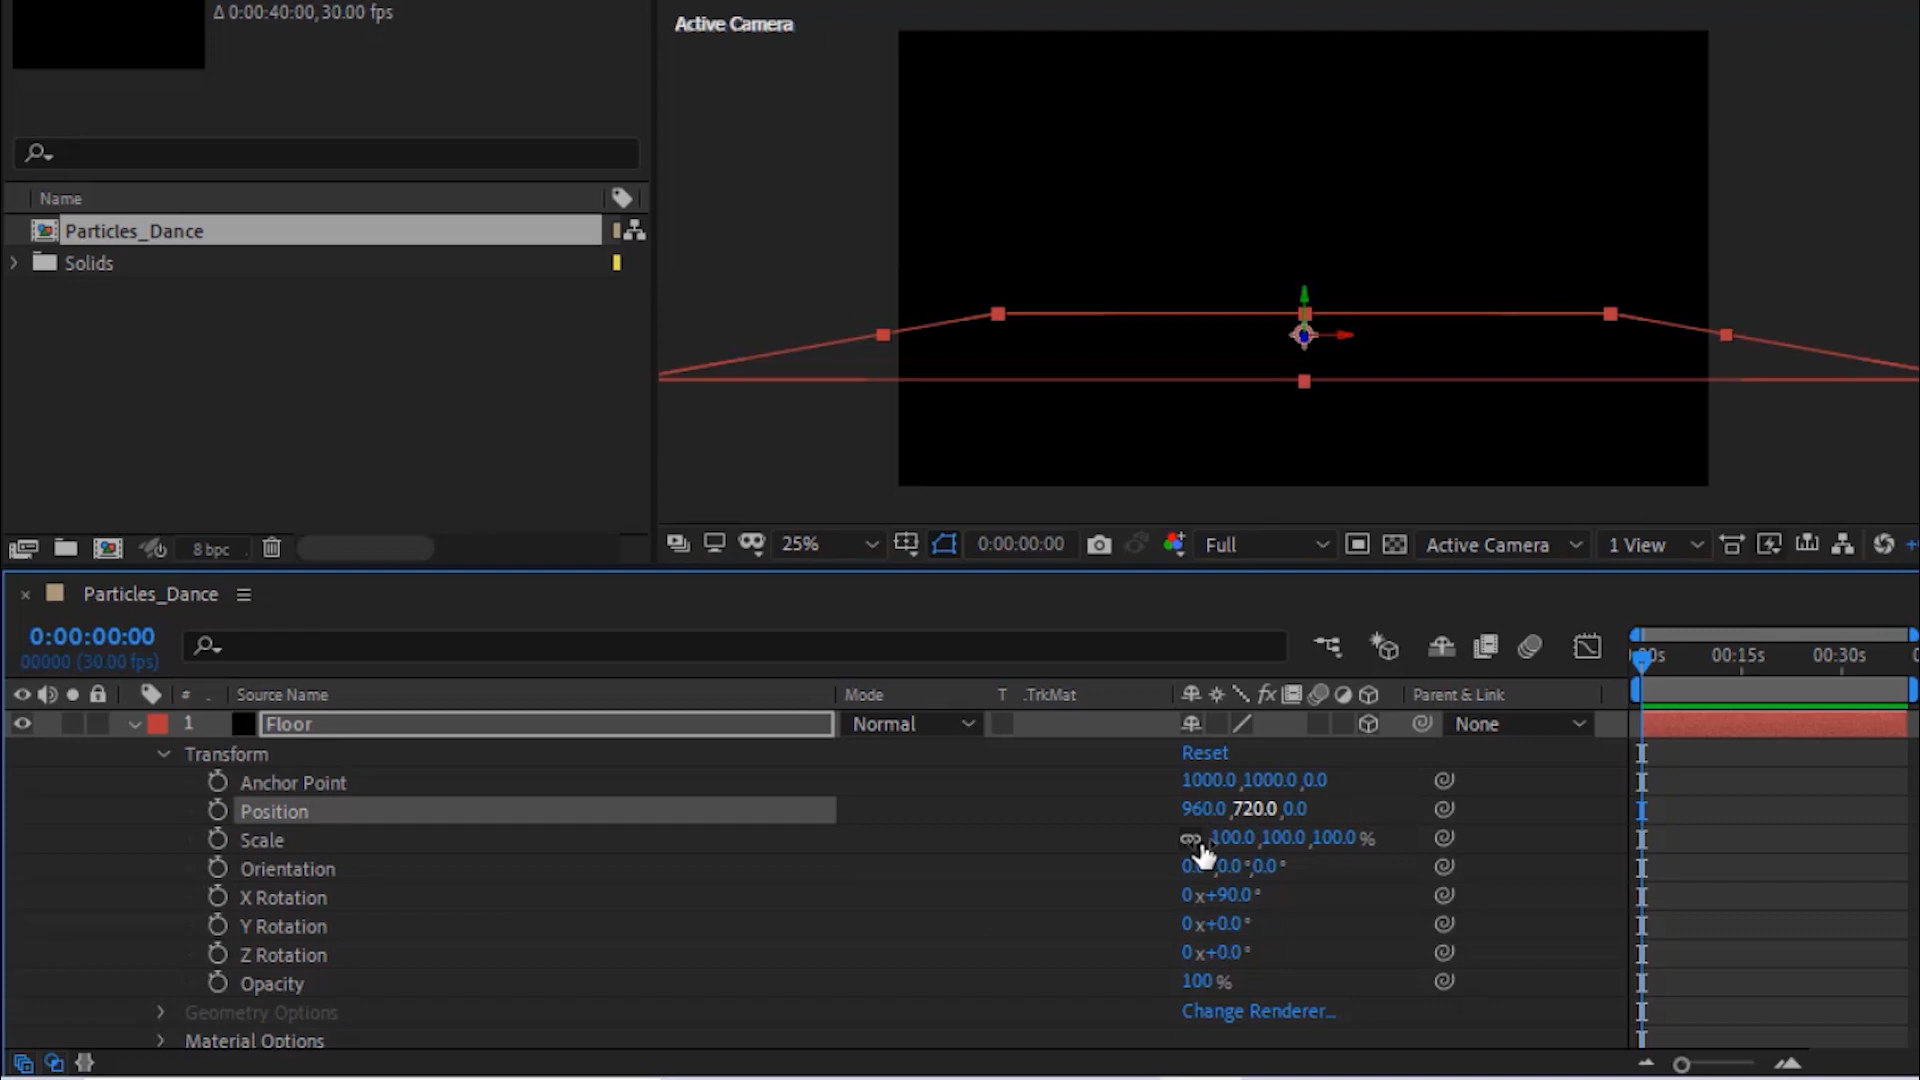 Δ 0:00:40:00, 30.00 fps
Active Camera
Name
Particles_Dance
Solids
8 bpc
25%
0:00:00:00
Full
Active Camera
1 View
Particles_Dance
0:00:00:00
00000 (30.00 fps)
00:15s
00:30s
# . Source Name
Mode
T .TrkMat
fx
Parent & Link
1 Floor
Normal
None
Transform
Reset
Anchor Point
1000.0 ,1000.0 ,0.0
Position
960.0 ,720.0 ,0.0
Scale
100.0 ,100.0 ,100.0 %
Orientation
,0.0 °,0.0 °
X Rotation
0 x+90.0 °
Y Rotation
0 x+0.0 °
Z Rotation
0 x+0.0 °
Opacity
100 %
Geometry Options
Change Renderer...
Material Options